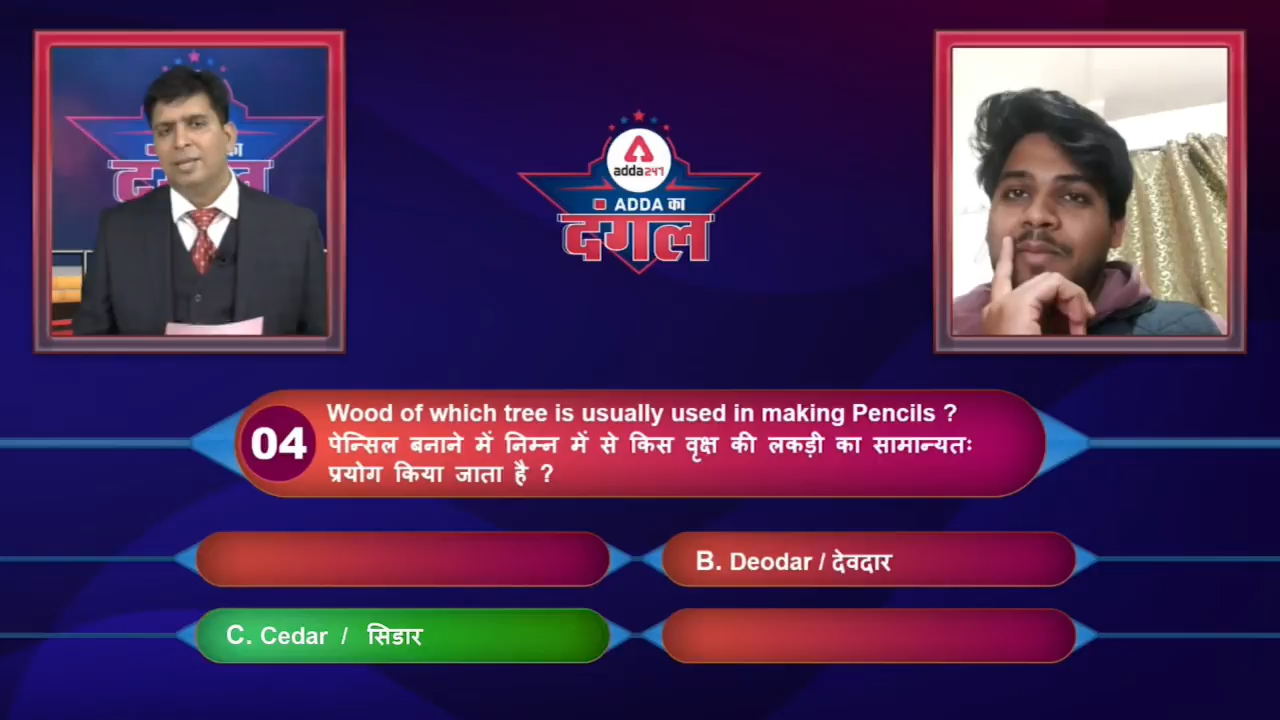 का
दंगल
adda247
ADDA का
दंगल
04
Wood of which tree is usually used in making Pencils ?
पेन्सिल बनाने में निम्न में से किस वृक्ष की लकड़ी का सामान्यतः
प्रयोग किया जाता है ?
B. Deodar / देवदार
C. Cedar / सिडार